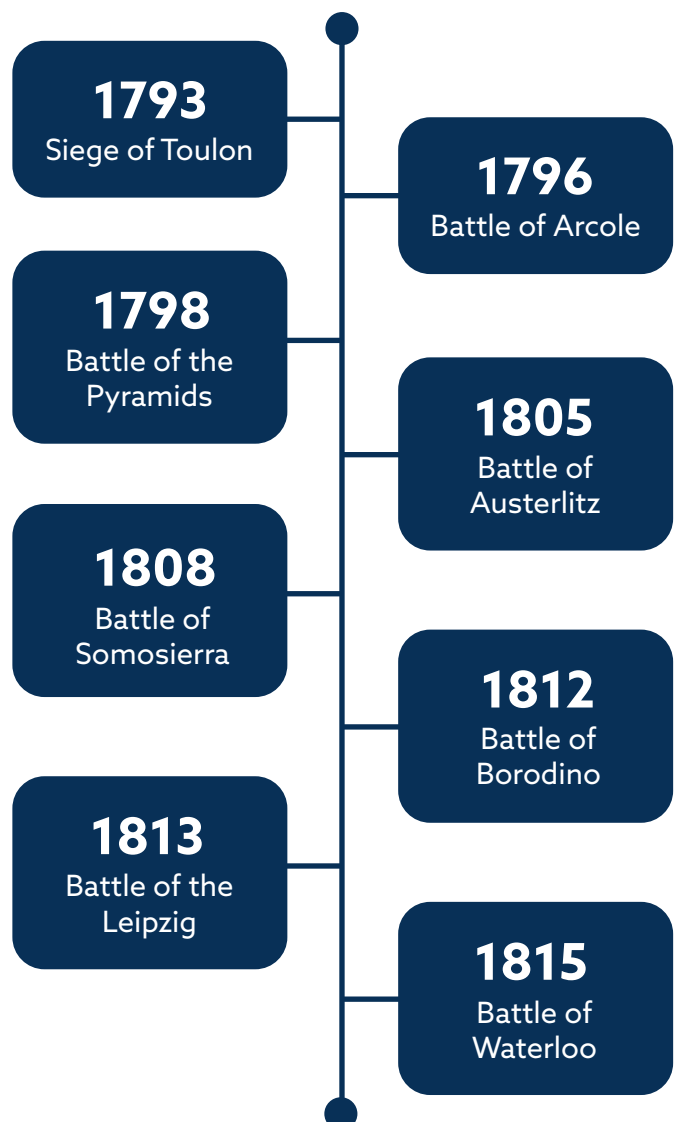 1793
Siege of Toulon
1796
Battle of Arcole
1798
Battle of the
Pyramids
1805
Battle of
Austerlitz
1808
Battle of
Somosierra
1812
Battle of
Borodino
1813
Battle of the
Leipzig
1815
Battle of
Waterloo